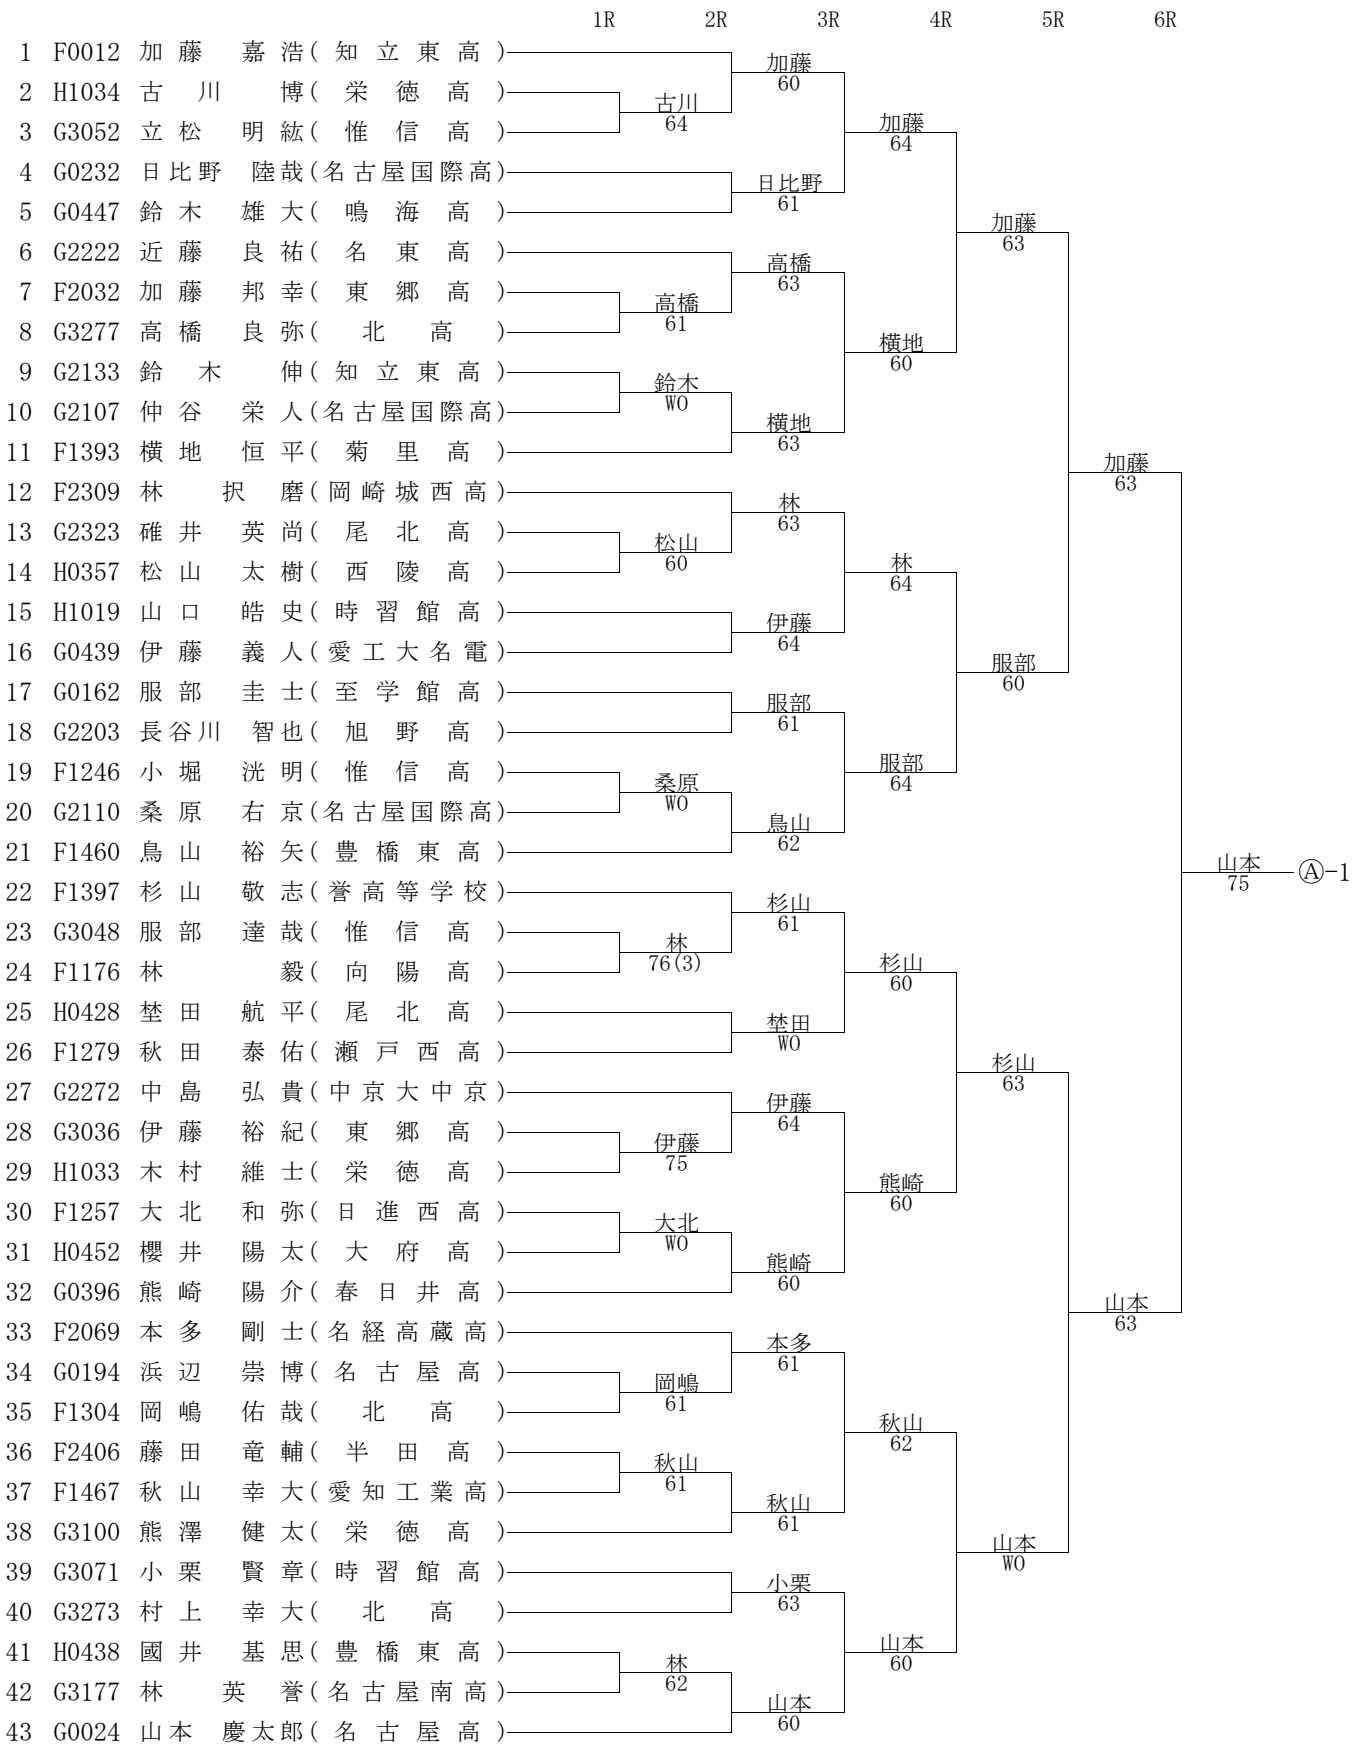 1R 2R 3R 4R 5R 6R
1 F0012 加藤 嘉浩(知立東高)
加藤
60
2 H1034 古川 博(栄徳高)
古川
64
3 G3052 立松 明紘(惟信高)
加藤
64
4 G0232 日比野 陸哉(名古屋国際高)
日比野
61
5 G0447 鈴木 雄大(鳴海高)
加藤
63
6 G2222 近藤 良祐(名東高)
高橋
63
7 F2032 加藤 邦幸(東郷高)
高橋
61
8 G3277 高橋 良弥(北高)
横地
60
9 G2133 鈴木 伸(知立東高)
鈴木
WO
10 G2107 仲谷 栄人(名古屋国際高)
横地
63
11 F1393 横地 恒平(菊里高)
加藤
63
12 F2309 林 択磨(岡崎城西高)
林
63
13 G2323 碓井 英尚(尾北高)
松山
60
14 H0357 松山 太樹(西陵高)
林
64
15 H1019 山口 皓史(時習館高)
伊藤
64
16 G0439 伊藤 義人(愛工大名電)
服部
60
17 G0162 服部 圭士(至学館高)
服部
61
18 G2203 長谷川 智也(旭野高)
服部
64
19 F1246 小堀 洸明(惟信高)
桑原
WO
20 G2110 桑原 右京(名古屋国際高)
鳥山
62
21 F1460 鳥山 裕矢(豊橋東高)
山本
75
Ⓐ-1
22 F1397 杉山 敬志(誉高等学校)
杉山
61
23 G3048 服部 達哉(惟信高)
林
76(3)
24 F1176 林 毅(向陽高)
杉山
60
25 H0428 埜田 航平(尾北高)
埜田
WO
26 F1279 秋田 泰佑(瀬戸西高)
杉山
63
27 G2272 中島 弘貴(中京大中京)
伊藤
64
28 G3036 伊藤 裕紀(東郷高)
伊藤
75
29 H1033 木村 維士(栄徳高)
熊崎
60
30 F1257 大北 和弥(日進西高)
大北
WO
31 H0452 櫻井 陽太(大府高)
熊崎
60
32 G0396 熊崎 陽介(春日井高)
山本
63
33 F2069 本多 剛士(名経高蔵高)
本多
61
34 G0194 浜辺 崇博(名古屋高)
岡嶋
61
35 F1304 岡嶋 佑哉(北高)
秋山
62
36 F2406 藤田 竜輔(半田高)
秋山
61
37 F1467 秋山 幸大(愛知工業高)
秋山
61
38 G3100 熊澤 健太(栄徳高)
山本
WO
39 G3071 小栗 賢章(時習館高)
小栗
63
40 G3273 村上 幸大(北高)
山本
60
41 H0438 國井 基思(豊橋東高)
林
62
42 G3177 林 英誉(名古屋南高)
山本
60
43 G0024 山本 慶太郎(名古屋高)